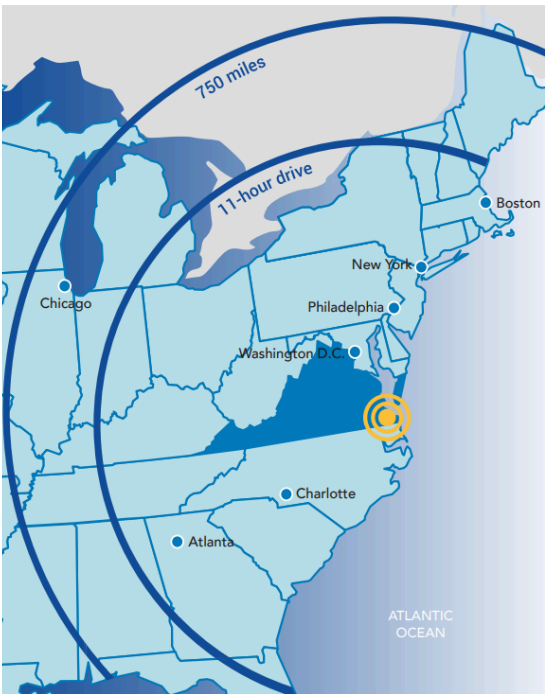 750 miles
11-hour drive
Boston
New York
Chicago
Philadelphia
Washington D.C.
Charlotte
Atlanta
ATLANTIC
OCEAN